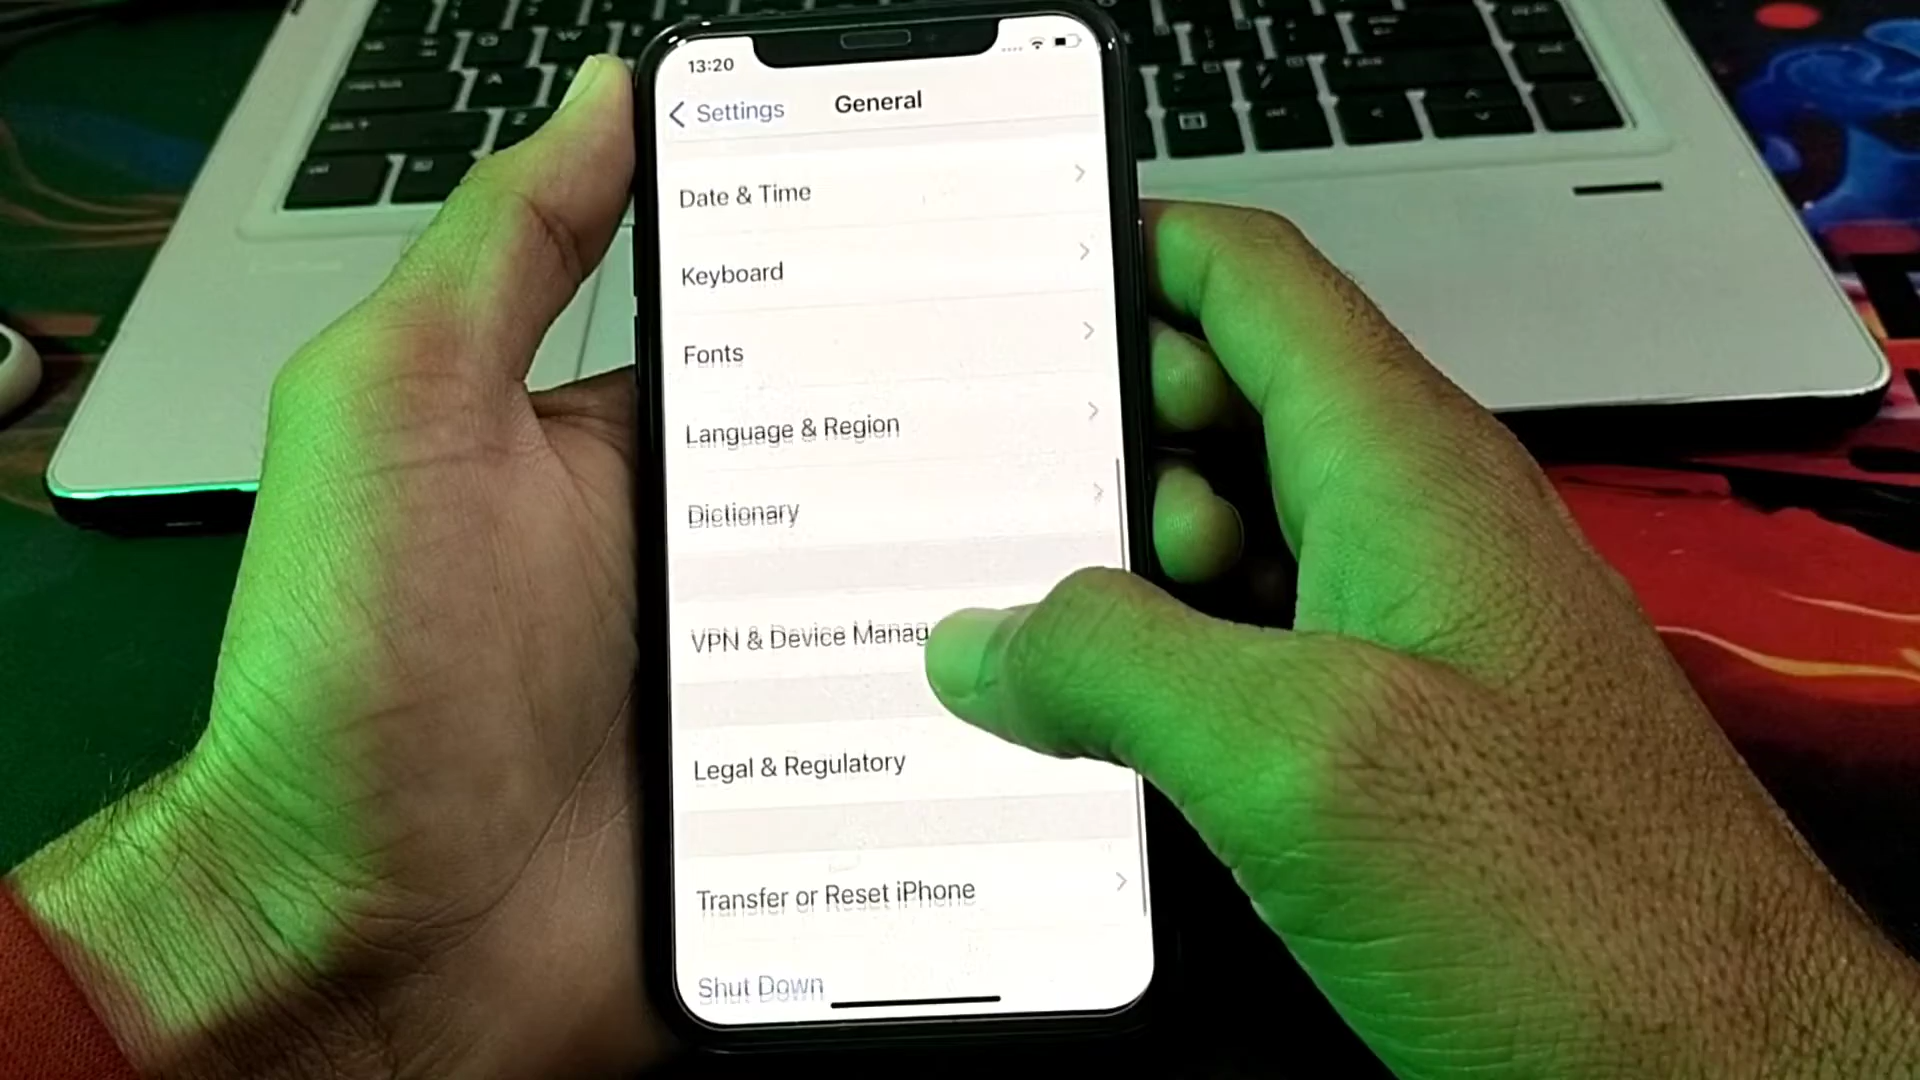 13:20
Settings
General
Date & Time
Keyboard
Fonts
Language & Region
Dictionary
VPN & Device Manag
Legal & Regulatory
Transfer or Reset iPhone
Shut Down